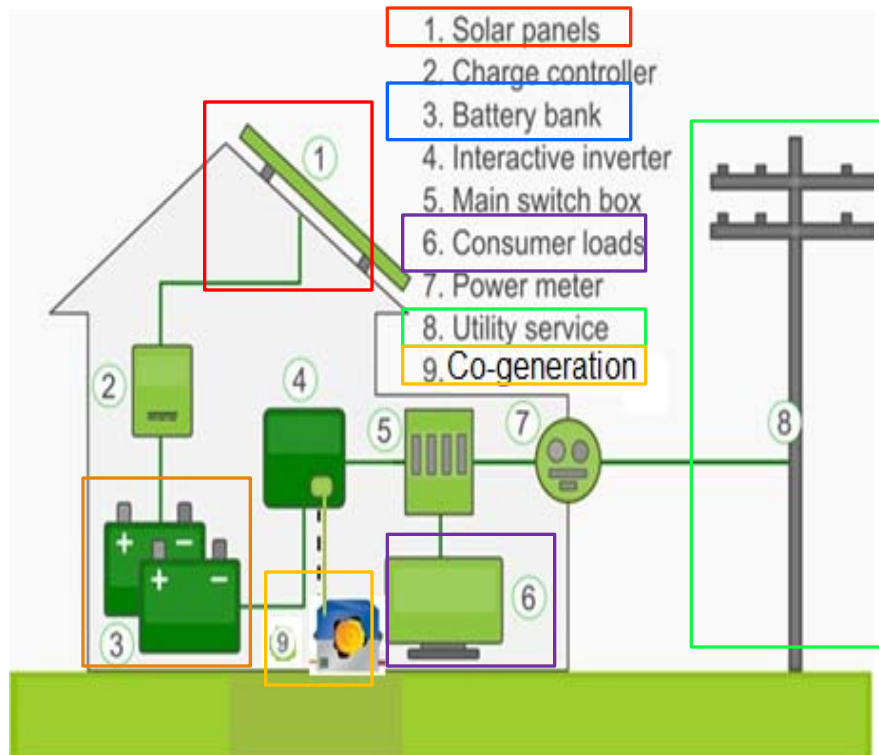 1. Solar panels
2. Charge controller
3. Battery bank
4. Interactive inverter
5. Main switch box
6. Consumer loads
7. Power meter
8. Utility service
9. Co-generation
1
2
4
5
7
8
+ -
+ -
3
9
6